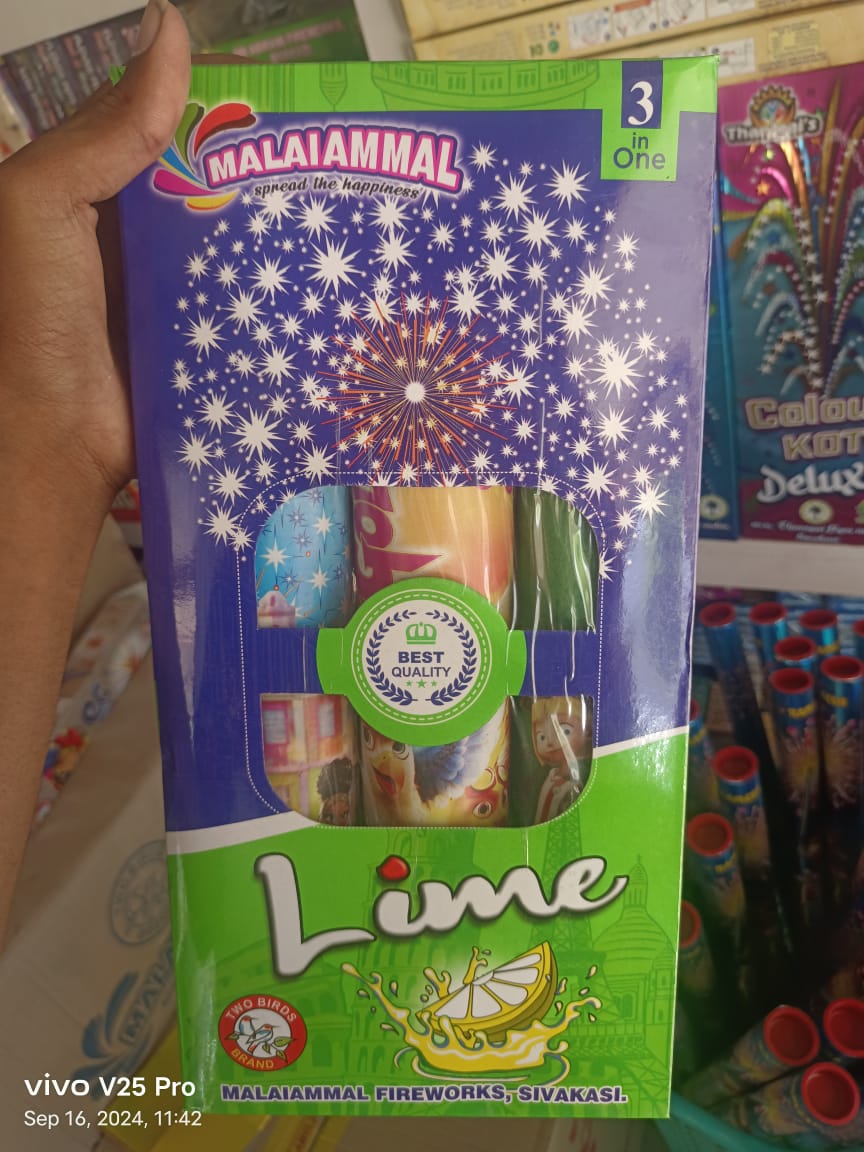 3
in
One
MALAIAMMAL
spread the happiness
BEST
QUALITY
Lime
TWO BIRDS
BRAND
MALAIAMMAL FIREWORKS, SIVAKASI.
KOT
Delux
vivo V25 Pro
Sep 16, 2024, 11:42